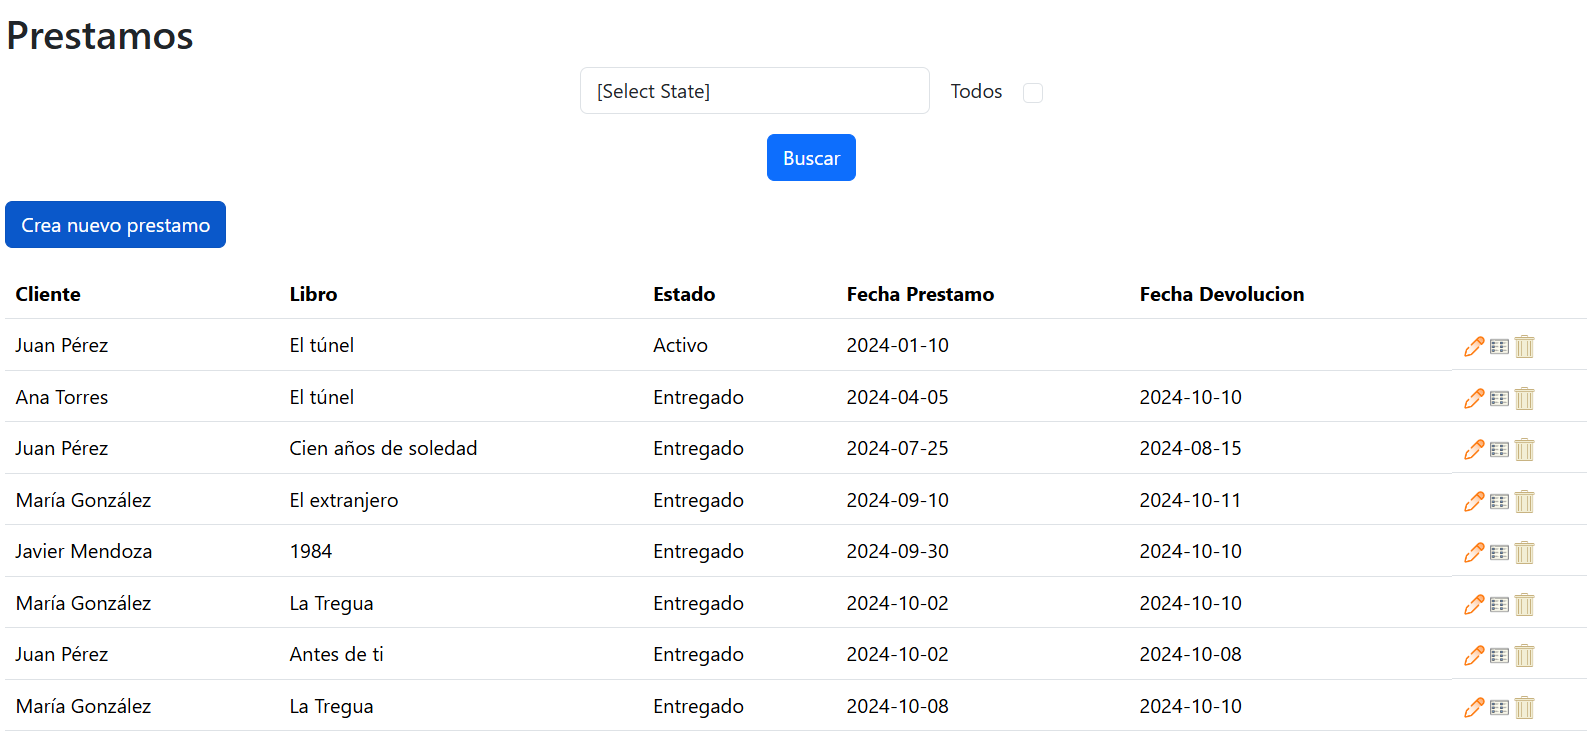 Prestamos
[Select State] Todos
Buscar
Crea nuevo prestamo
Cliente Libro Estado Fecha Prestamo Fecha Devolucion
Juan Pérez El túnel Activo 2024-01-10
Ana Torres El túnel Entregado 2024-04-05 2024-10-10
Juan Pérez Cien años de soledad Entregado 2024-07-25 2024-08-15
María González El extranjero Entregado 2024-09-10 2024-10-11
Javier Mendoza 1984 Entregado 2024-09-30 2024-10-10
María González La Tregua Entregado 2024-10-02 2024-10-10
Juan Pérez Antes de ti Entregado 2024-10-02 2024-10-08
María González La Tregua Entregado 2024-10-08 2024-10-10